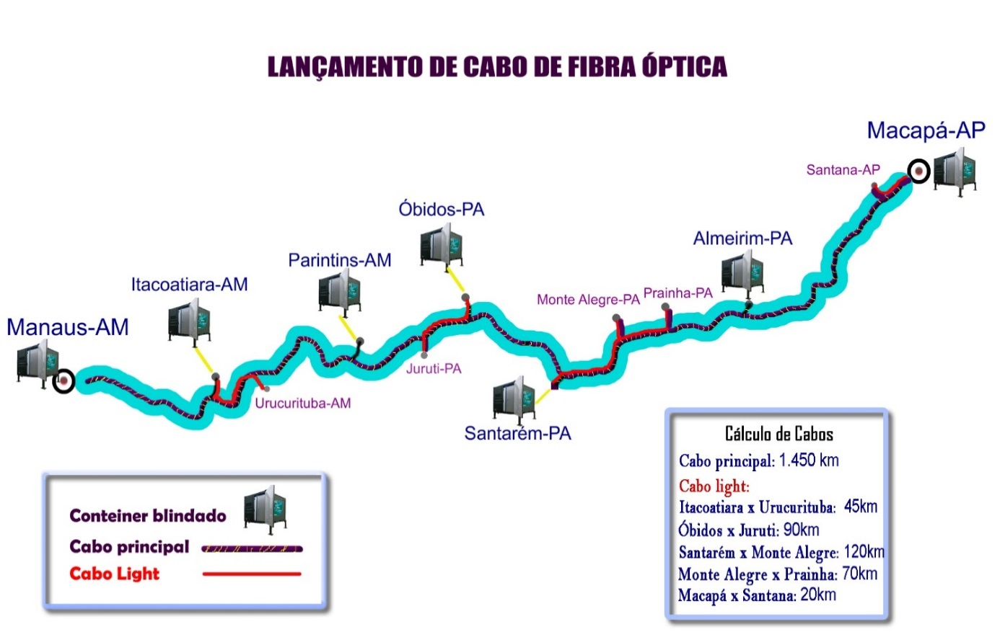 LANÇAMENTO DE CABO DE FIBRA ÓPTICA
Macapá-AP
Santana-AP
Óbidos-PA
Almeirim-PA
Parintins-AM
Itacoatiara-AM
Monte Alegre-PA
Prainha-PA
Manaus-AM
Juruti-PA
Urucurituba-AM
Santarém-PA
Conteiner blindado
Cabo principal
Cabo Light
Cálculo de Cabos
Cabo principal: 1.450 km
Cabo light:
Itacoatiara x Urucurituba: 45km
Óbidos x Juruti: 90km
Santarém x Monte Alegre: 120km
Monte Alegre x Prainha: 70km
Macapá x Santana: 20km